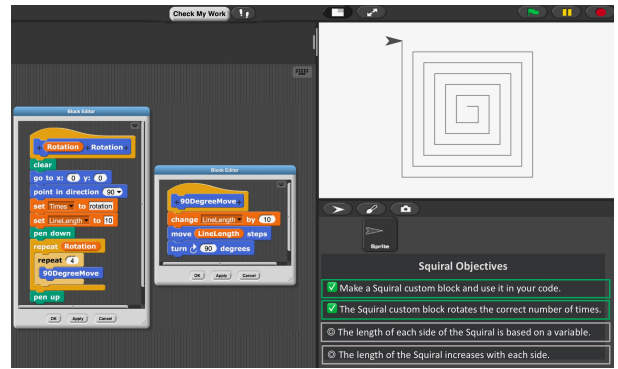 Check My Work
Block Editor
+ Rotation + Rotation +
clear
go to x: 0 y: 0
point in direction 90
set Times to rotation
set LineLength to 10
pen down
repeat Rotation
repeat 4
90DegreeMove
pen up
OK Apply Cancel
Block Editor
+ 90DegreeMove +
change LineLength by 10
move LineLength steps
turn 90 degrees
OK Apply Cancel
Sprite
Squiral Objectives
Make a Squiral custom block and use it in your code.
The Squiral custom block rotates the correct number of times.
The length of each side of the Squiral is based on a variable.
The length of the Squiral increases with each side.